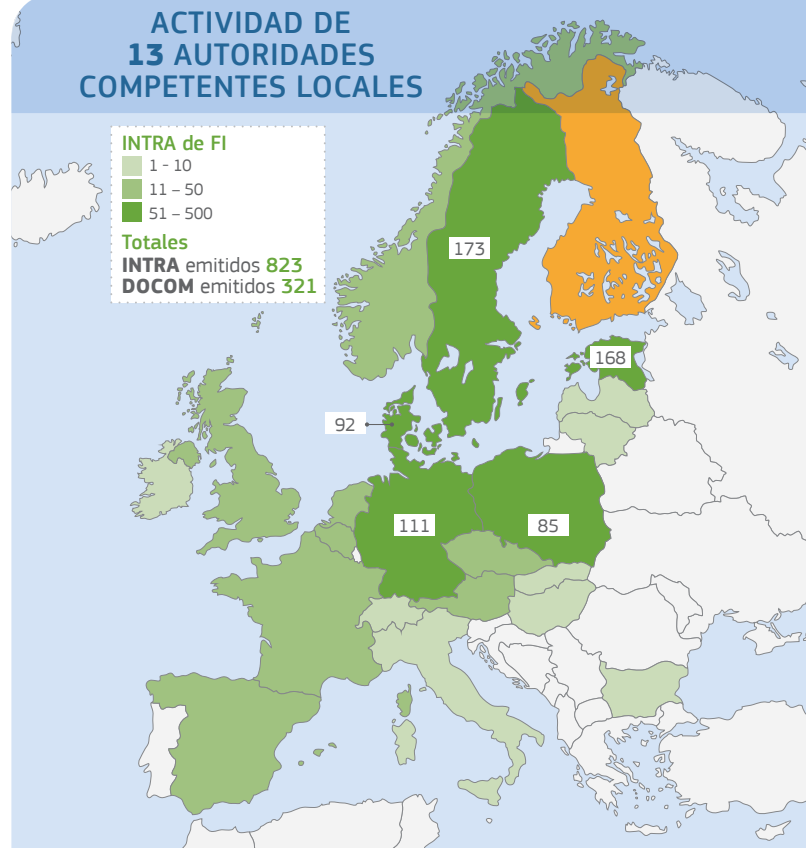 ACTIVIDAD DE
13 AUTORIDADES
COMPETENTES LOCALES
INTRA de FI
1 - 10
11 – 50
51 – 500
Totales
INTRA emitidos 823
DOCOM emitidos 321
173
168
92
111
85